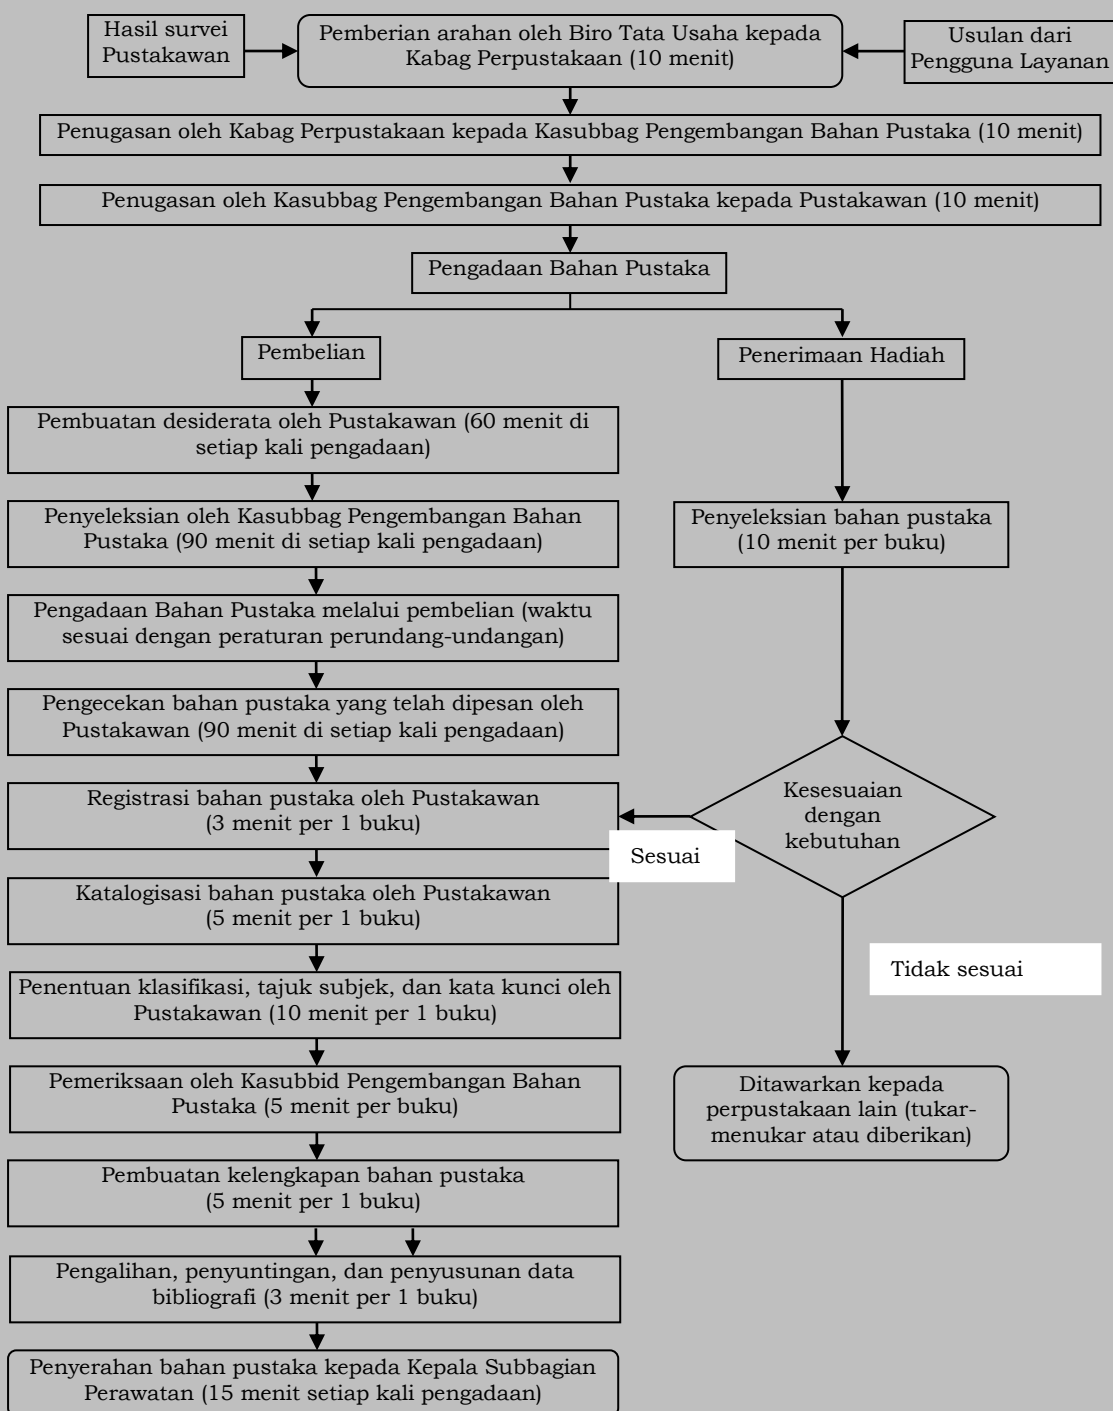 Hasil survei
Pustakawan
Pemberian arahan oleh Biro Tata Usaha kepada
Kabag Perpustakaan (10 menit)
Usulan dari
Pengguna Layanan
Penugasan oleh Kabag Perpustakaan kepada Kasubbag Pengembangan Bahan Pustaka (10 menit)
Penugasan oleh Kasubbag Pengembangan Bahan Pustaka kepada Pustakawan (10 menit)
Pengadaan Bahan Pustaka
Pembelian
Penerimaan Hadiah
Pembuatan desiderata oleh Pustakawan (60 menit di
setiap kali pengadaan)
Penyeleksian oleh Kasubbag Pengembangan Bahan
Pustaka (90 menit di setiap kali pengadaan)
Penyeleksian bahan pustaka
(10 menit per buku)
Pengadaan Bahan Pustaka melalui pembelian (waktu
sesuai dengan peraturan perundang-undangan)
Pengecekan bahan pustaka yang telah dipesan oleh
Pustakawan (90 menit di setiap kali pengadaan)
Registrasi bahan pustaka oleh Pustakawan
(3 menit per 1 buku)
Kesesuaian
dengan
kebutuhan
Sesuai
Katalogisasi bahan pustaka oleh Pustakawan
(5 menit per 1 buku)
Tidak sesuai
Penentuan klasifikasi, tajuk subjek, dan kata kunci oleh
Pustakawan (10 menit per 1 buku)
Pemeriksaan oleh Kasubbid Pengembangan Bahan
Pustaka (5 menit per buku)
Ditawarkan kepada
perpustakaan lain (tukar-
menukar atau diberikan)
Pembuatan kelengkapan bahan pustaka
(5 menit per 1 buku)
Pengalihan, penyuntingan, dan penyusunan data
bibliografi (3 menit per 1 buku)
Penyerahan bahan pustaka kepada Kepala Subbagian
Perawatan (15 menit setiap kali pengadaan)